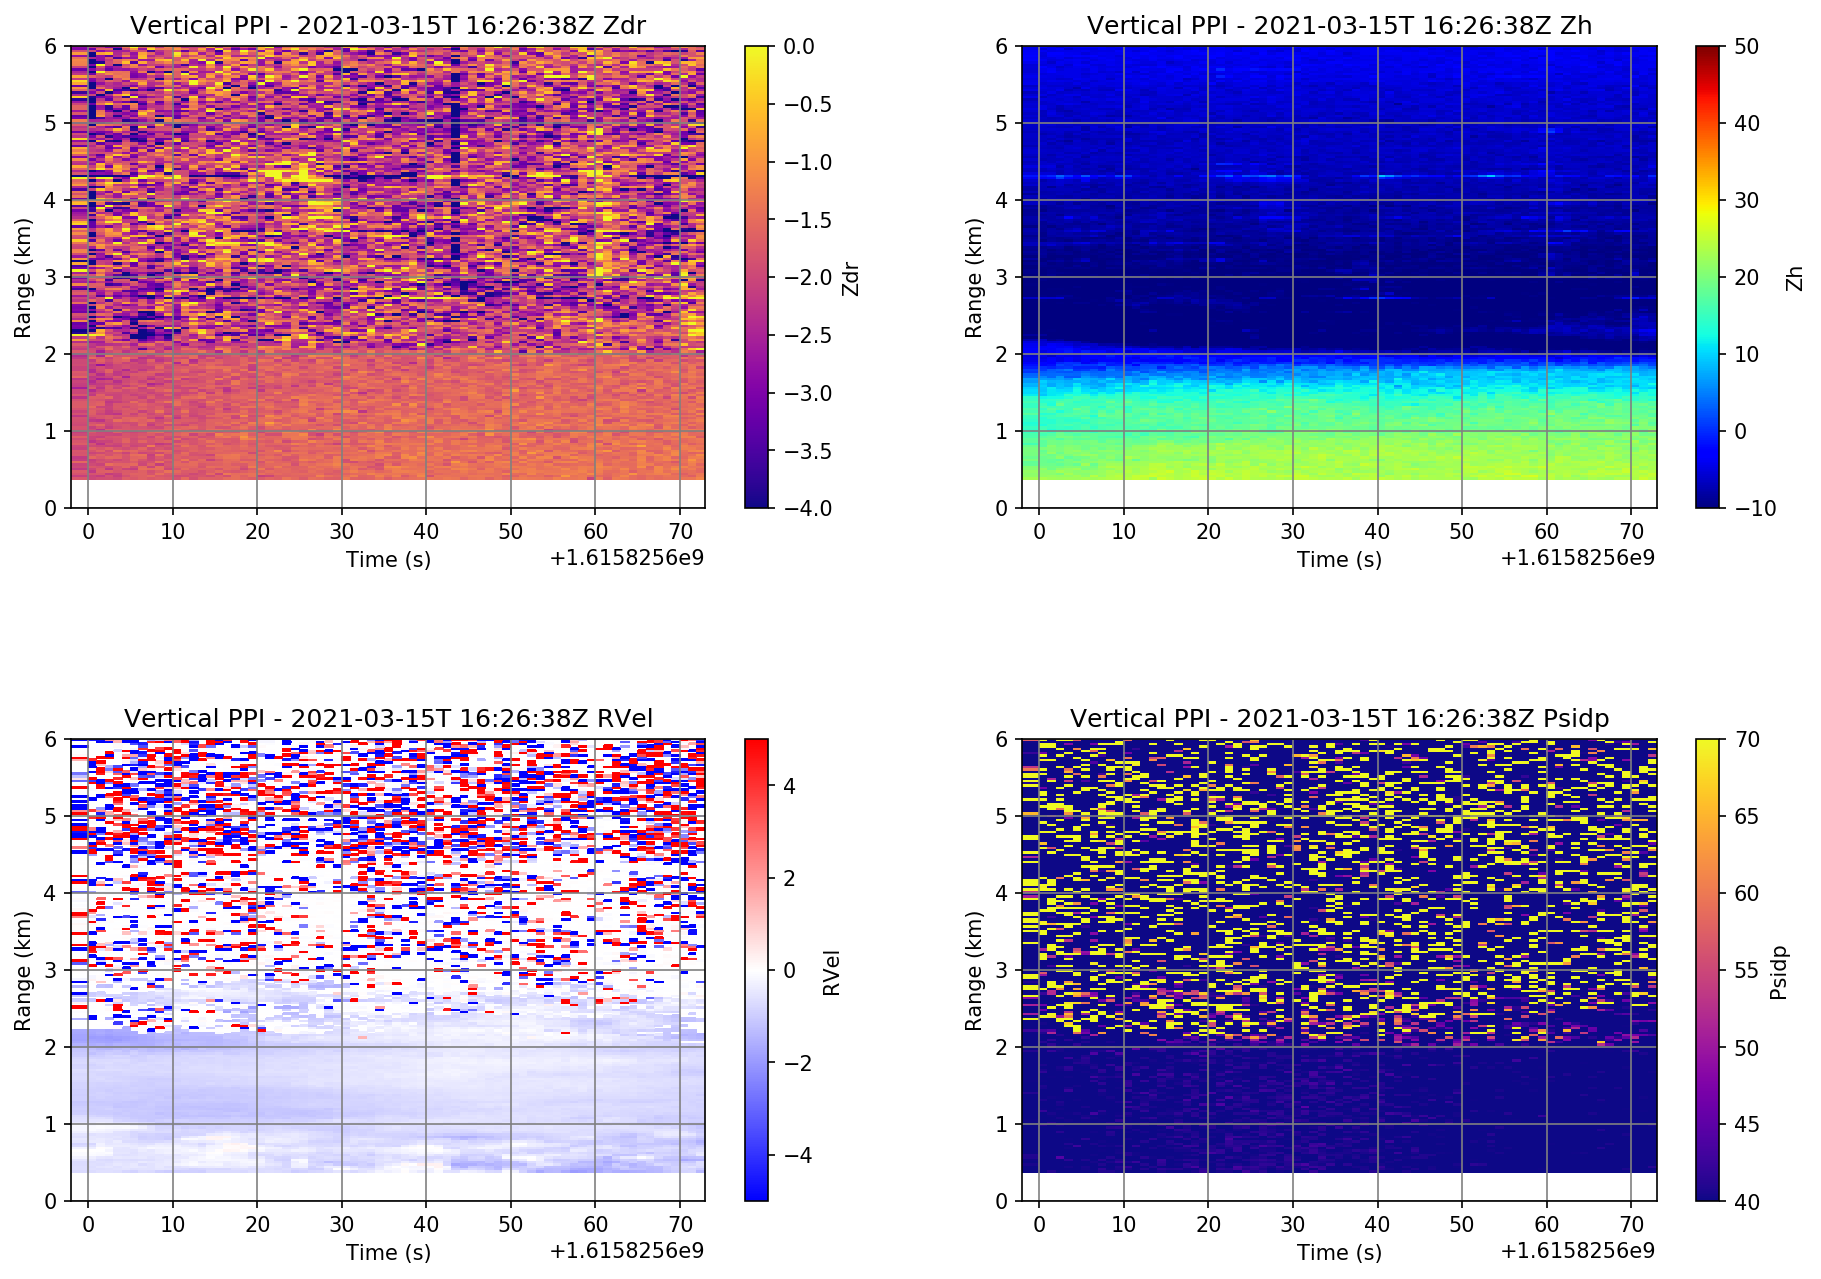 Vertical PPI - 2021-03-15T 16:26:38Z Zdr
6
5
4
3
2
1
0
Range (km)
0 10 20 30 40 50 60 70
Time (s)
+1.6158256e9
0.0
−0.5
−1.0
−1.5
−2.0
−2.5
−3.0
−3.5
−4.0
Zdr
Vertical PPI - 2021-03-15T 16:26:38Z Zh
6
5
4
3
2
1
0
Range (km)
0 10 20 30 40 50 60 70
Time (s)
+1.6158256e9
50
40
30
20
10
0
−10
Zh
Vertical PPI - 2021-03-15T 16:26:38Z RVel
6
5
4
3
2
1
0
Range (km)
0 10 20 30 40 50 60 70
Time (s)
+1.6158256e9
4
2
0
−2
−4
RVel
Vertical PPI - 2021-03-15T 16:26:38Z Psidp
6
5
4
3
2
1
0
Range (km)
0 10 20 30 40 50 60 70
Time (s)
+1.6158256e9
70
65
60
55
50
45
40
Psidp